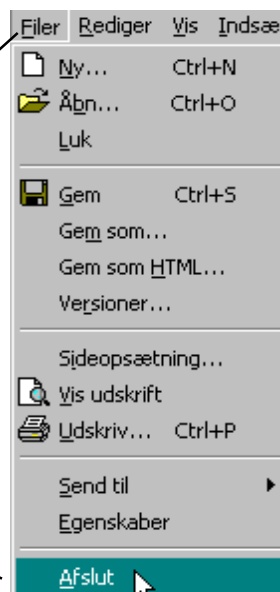 Filer Rediger Vis Indsæ
Ny... Ctrl+N
Åbn... Ctrl+O
Luk
Gem Ctrl+S
Gem som...
Gem som HTML...
Versioner...
Sideopsætning...
Vis udskrift
Udskriv... Ctrl+P
Send til
Egenskaber
Afslut